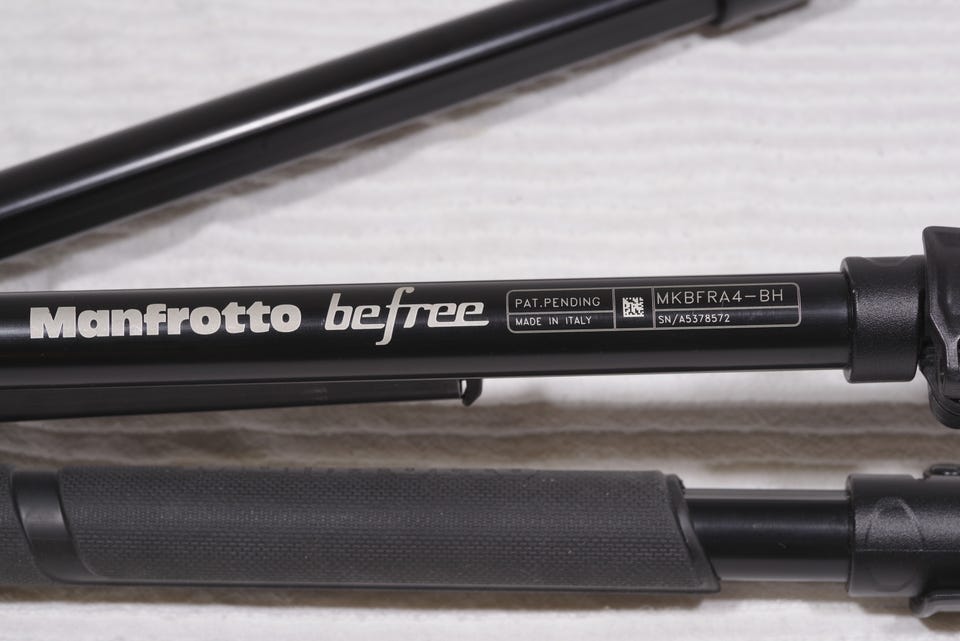 Manfrotto befree
PAT.PENDING
MADE IN ITALY
MKBFRA4-BH
SN/A5378572